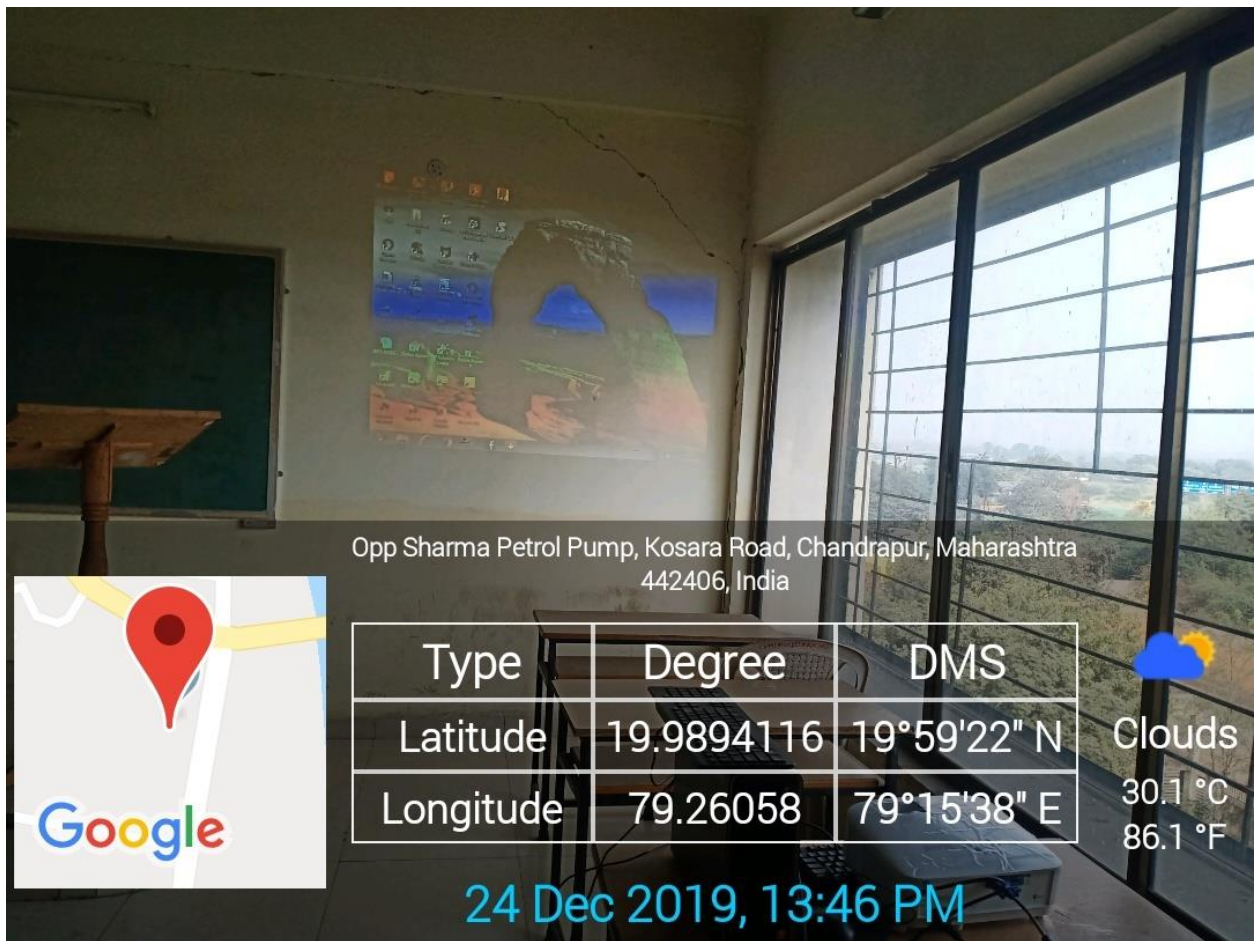 Opp Sharma Petrol Pump, Kosara Road, Chandrapur, Maharashtra
442406, India
Type Degree DMS
Latitude 19.9894116 19°59'22" N
Longitude 79.26058 79°15'38" E
Clouds
30.1 °C
86.1 °F
Google
24 Dec 2019, 13:46 PM